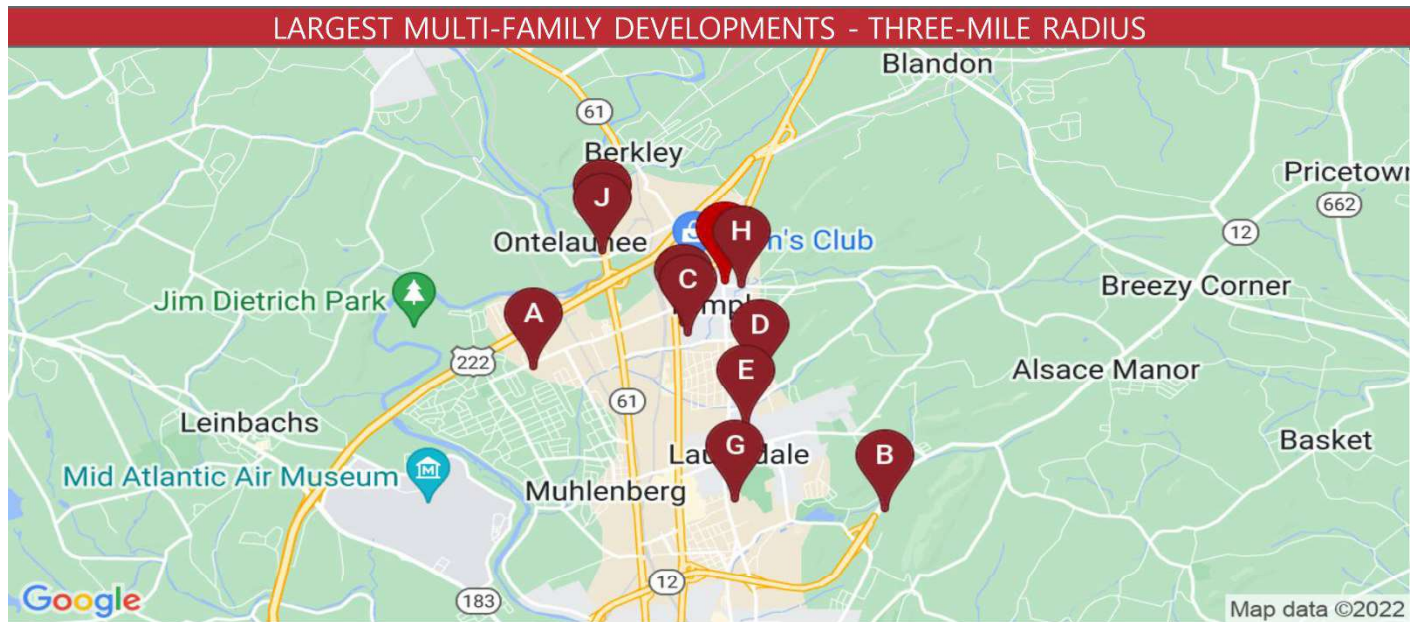 LARGEST MULTI-FAMILY DEVELOPMENTS - THREE-MILE RADIUS
Blandon
61
Berkley
Pricetown
662
J
H
12
Ontelaunee
n's Club
C
Breezy Corner
Jim Dietrich Park
A
D
222
E
Alsace Manor
61
Leinbachs
G
B
Basket
Mid Atlantic Air Museum
M
Muhlenberg
12
183
Google
Map data ©2022